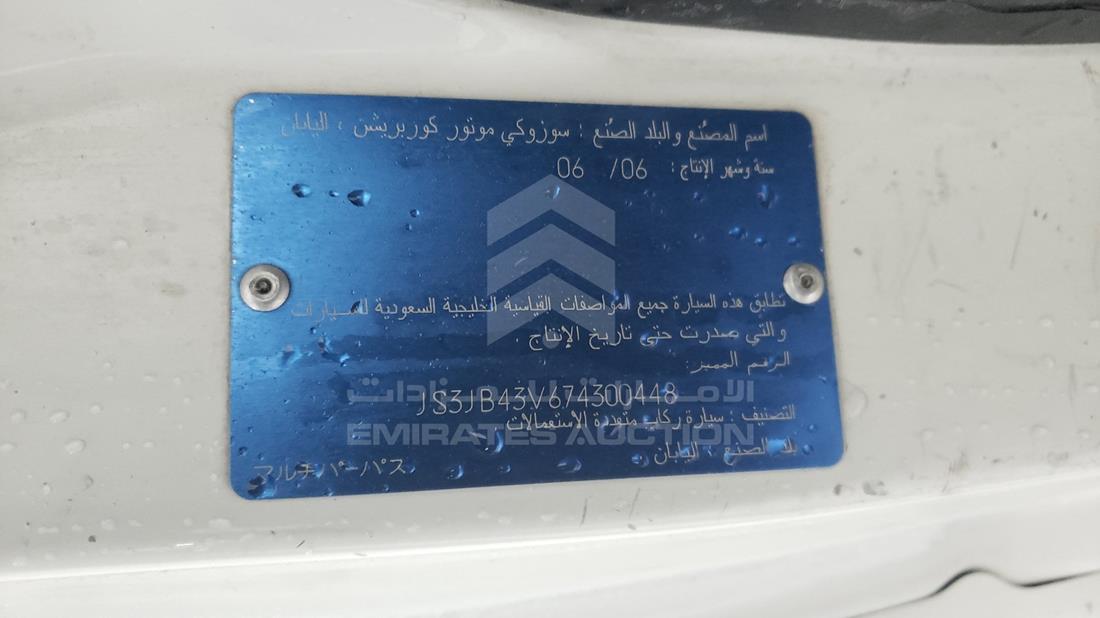 اسم المصنع والبلد الصنع : سوزوكي موتور كوربريشن ، اليابان
سنة وشهر الإنتاج : 06/ 06
تطابق هذه السيارة جميع المواصفات القياسية الخليجية السعودية للسيارات
والتي صدرت حتى تاريخ الإنتاج .
الرقم المميز:
JS3JB43V674300448
التصنيف : سيارة ركاب متعددة الاستعمالات .
بلد الصنع : اليابان .
マルチパーパス
الإمارات للمزادات
EMIRATES AUCTION